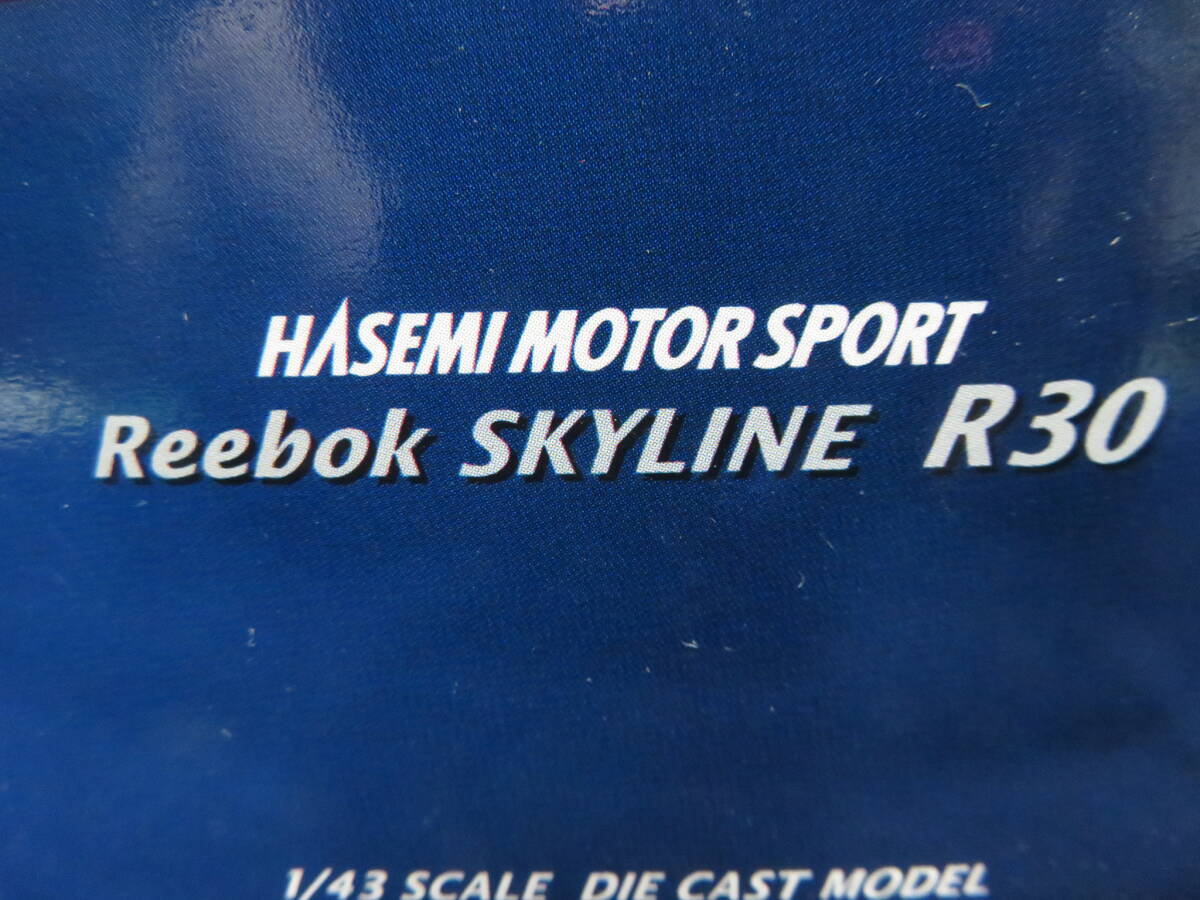 HASEMI MOTOR SPORT
Reebok SKYLINE R30
1/43 SCALE DIE CAST MODEL